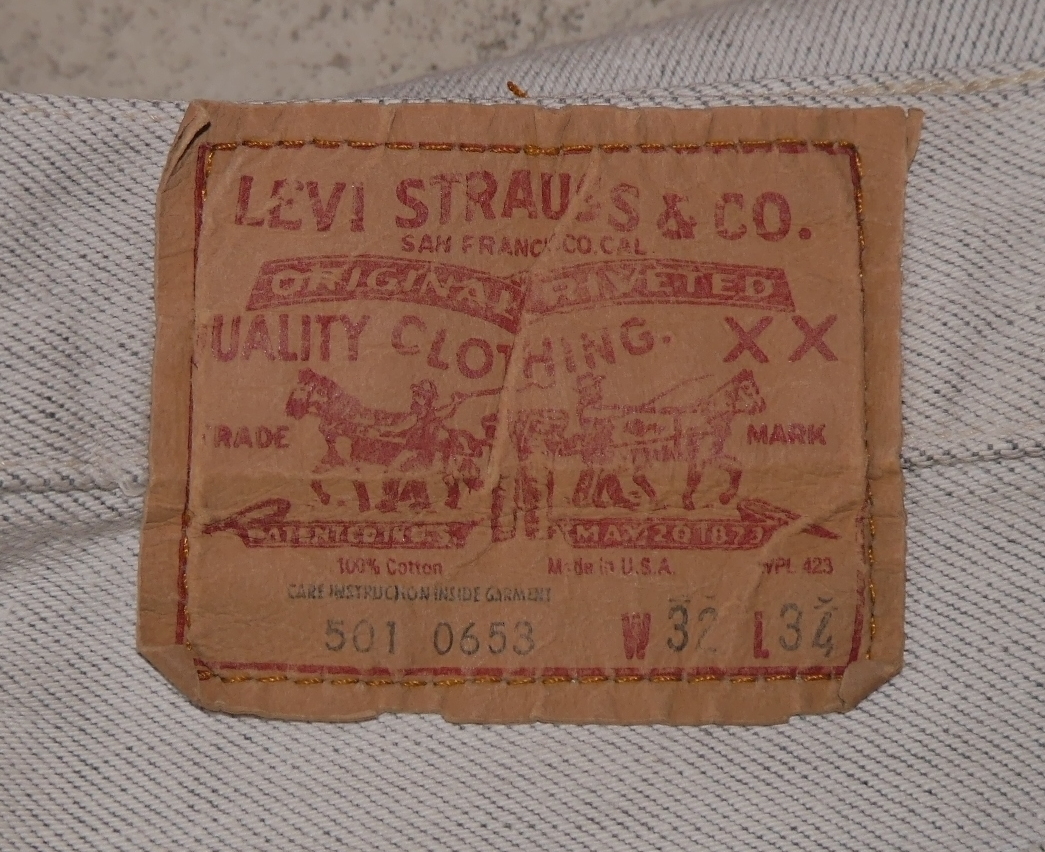 LEVI STRAUSS & CO.
SAN FRANCISCO, CAL.
ORIGINAL RIVETED
QUALITY CLOTHING. XX
TRADE MARK
PATENTED IN U.S. MAY 20 1873
100% Cotton Made in U.S.A. WPL 423
CARE INSTRUCTION INSIDE GARMENT
501 0653 W 32 L 34